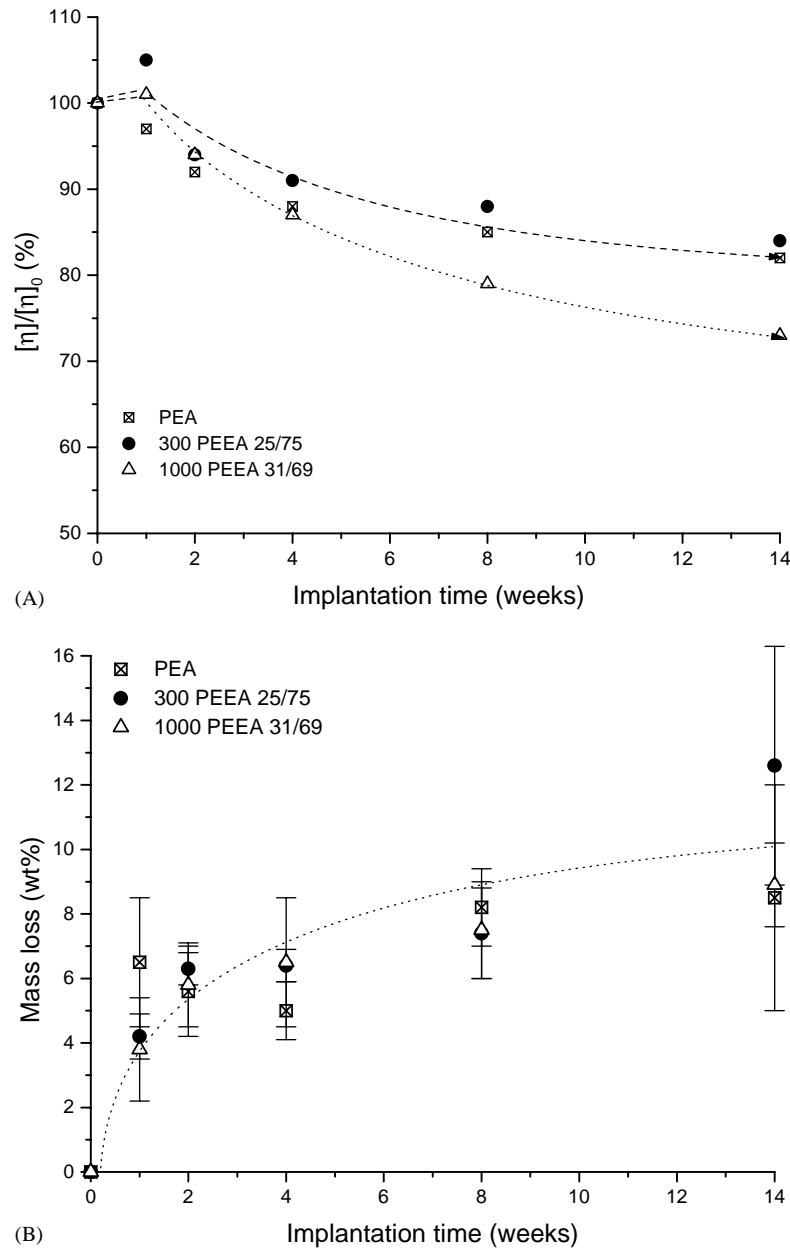 110
100
90
80
70
60
50
[η]/[η]0 (%)
PEA
300 PEEA 25/75
1000 PEEA 31/69
0 2 4 6 8 10 12 14
(A)
Implantation time (weeks)
16
14
12
10
8
6
4
2
0
Mass loss (wt%)
PEA
300 PEEA 25/75
1000 PEEA 31/69
0 2 4 6 8 10 12 14
(B)
Implantation time (weeks)